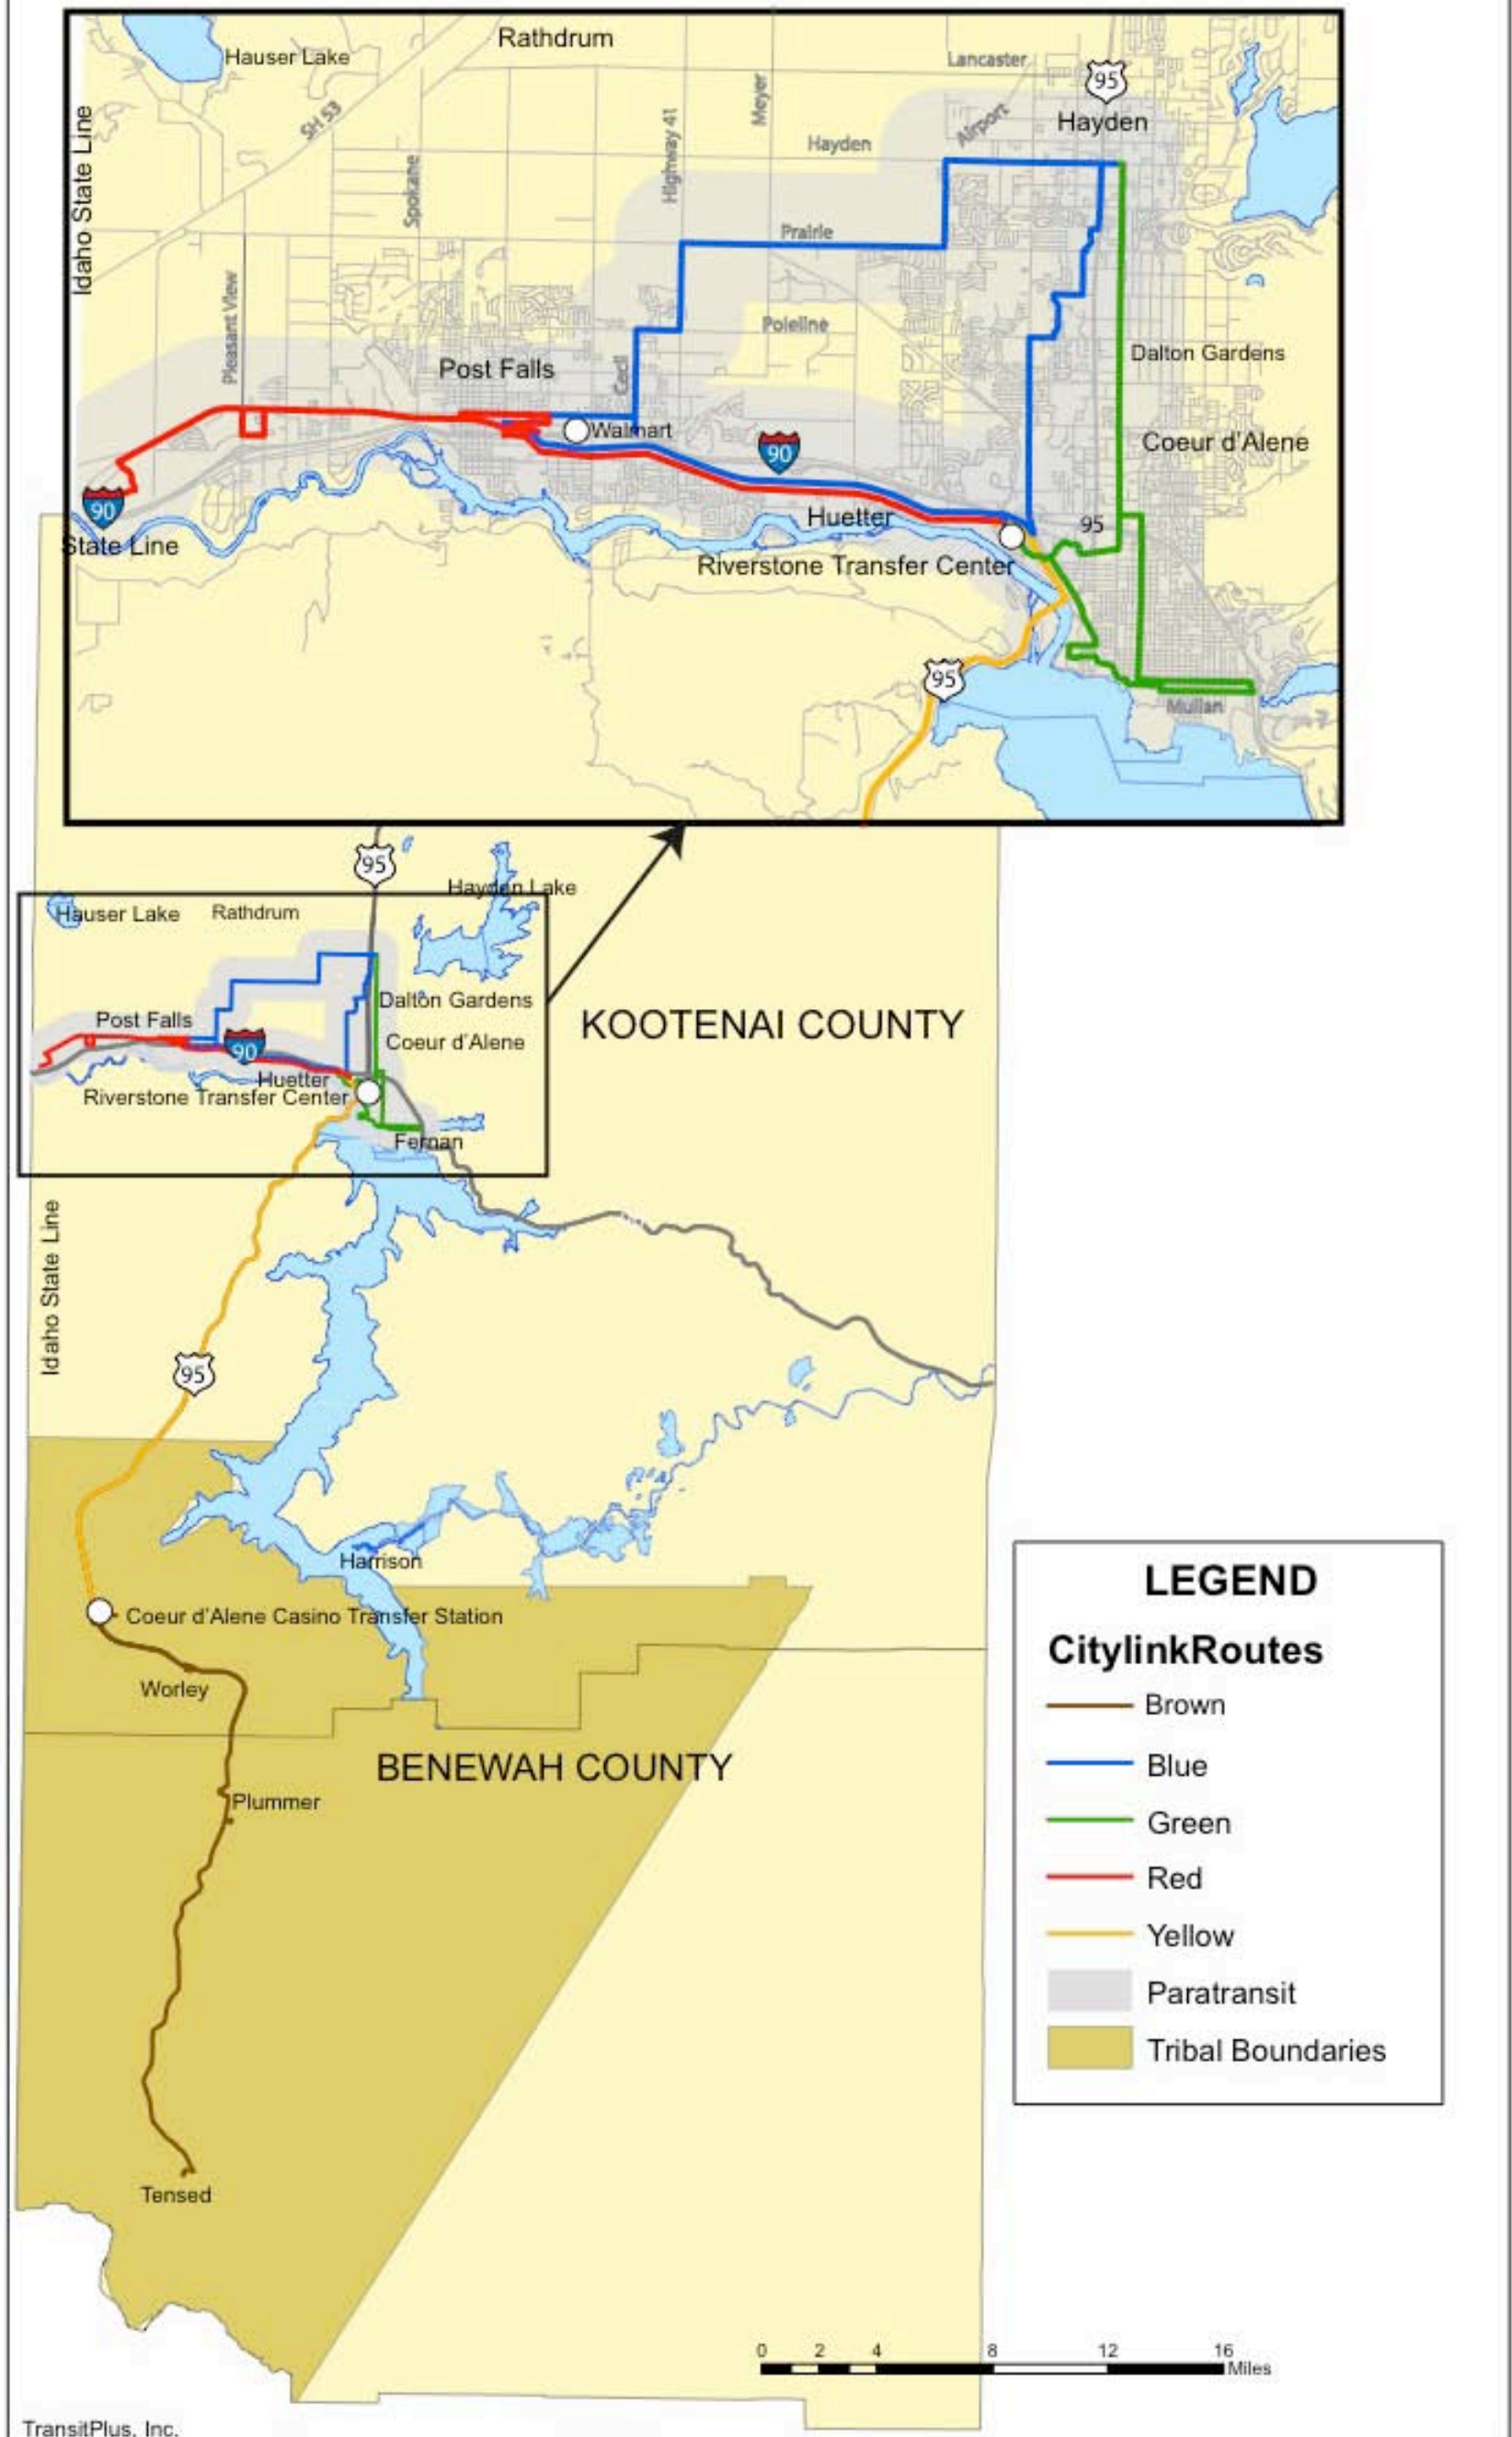 Hauser Lake
Rathdrum
Lancaster
95
Hayden
Idaho State Line
SH 53
Spokane
Highway 41
Meyer
Hayden
Airport
Prairie
Pleasant View
Post Falls
Cecil
Poleline
Dalton Gardens
Walmart
90
Coeur d'Alene
90
State Line
Huetter
95
Riverstone Transfer Center
95
Mullan
95
Hayden Lake
Hauser Lake
Rathdrum
Dalton Gardens
KOOTENAI COUNTY
Post Falls
90
Coeur d'Alene
Huetter
Riverstone Transfer Center
Fernan
Idaho State Line
95
Harrison
Coeur d'Alene Casino Transfer Station
Worley
BENEWAH COUNTY
Plummer
Tensed
LEGEND
CitylinkRoutes
Brown
Blue
Green
Red
Yellow
Paratransit
Tribal Boundaries
0 2 4 8 12 16
Miles
TransitPlus, Inc.